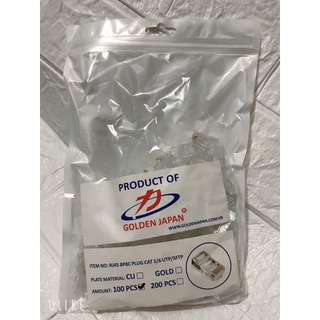 PRODUCT OF
GOLDEN JAPAN®
GOLDENJAPAN.COM.VN
ITEM NO: RJ45 8P8C PLUG CAT 5/6 UTP/SFTP
PLATE MATERIAL: CU GOLD
AMOUNT: 100 PCS 200 PCS
ULIKE